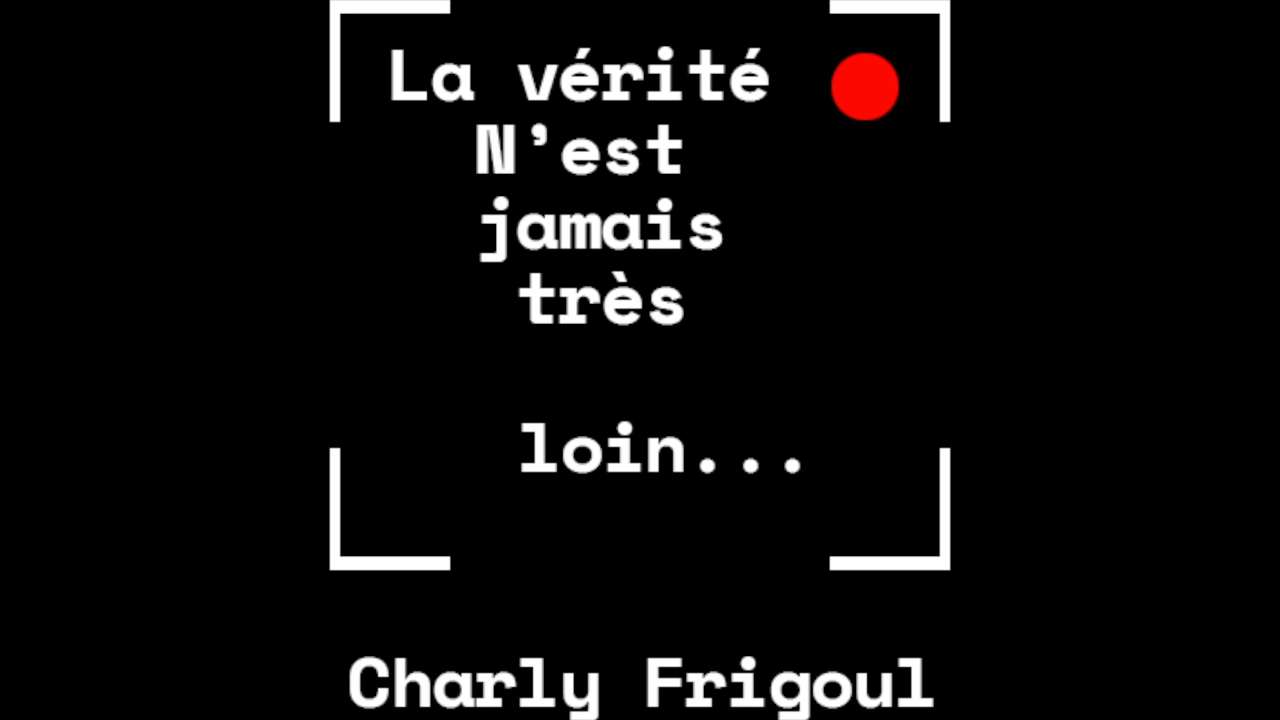 La vérité
N’est
jamais
très
loin...
Charly Frigoul